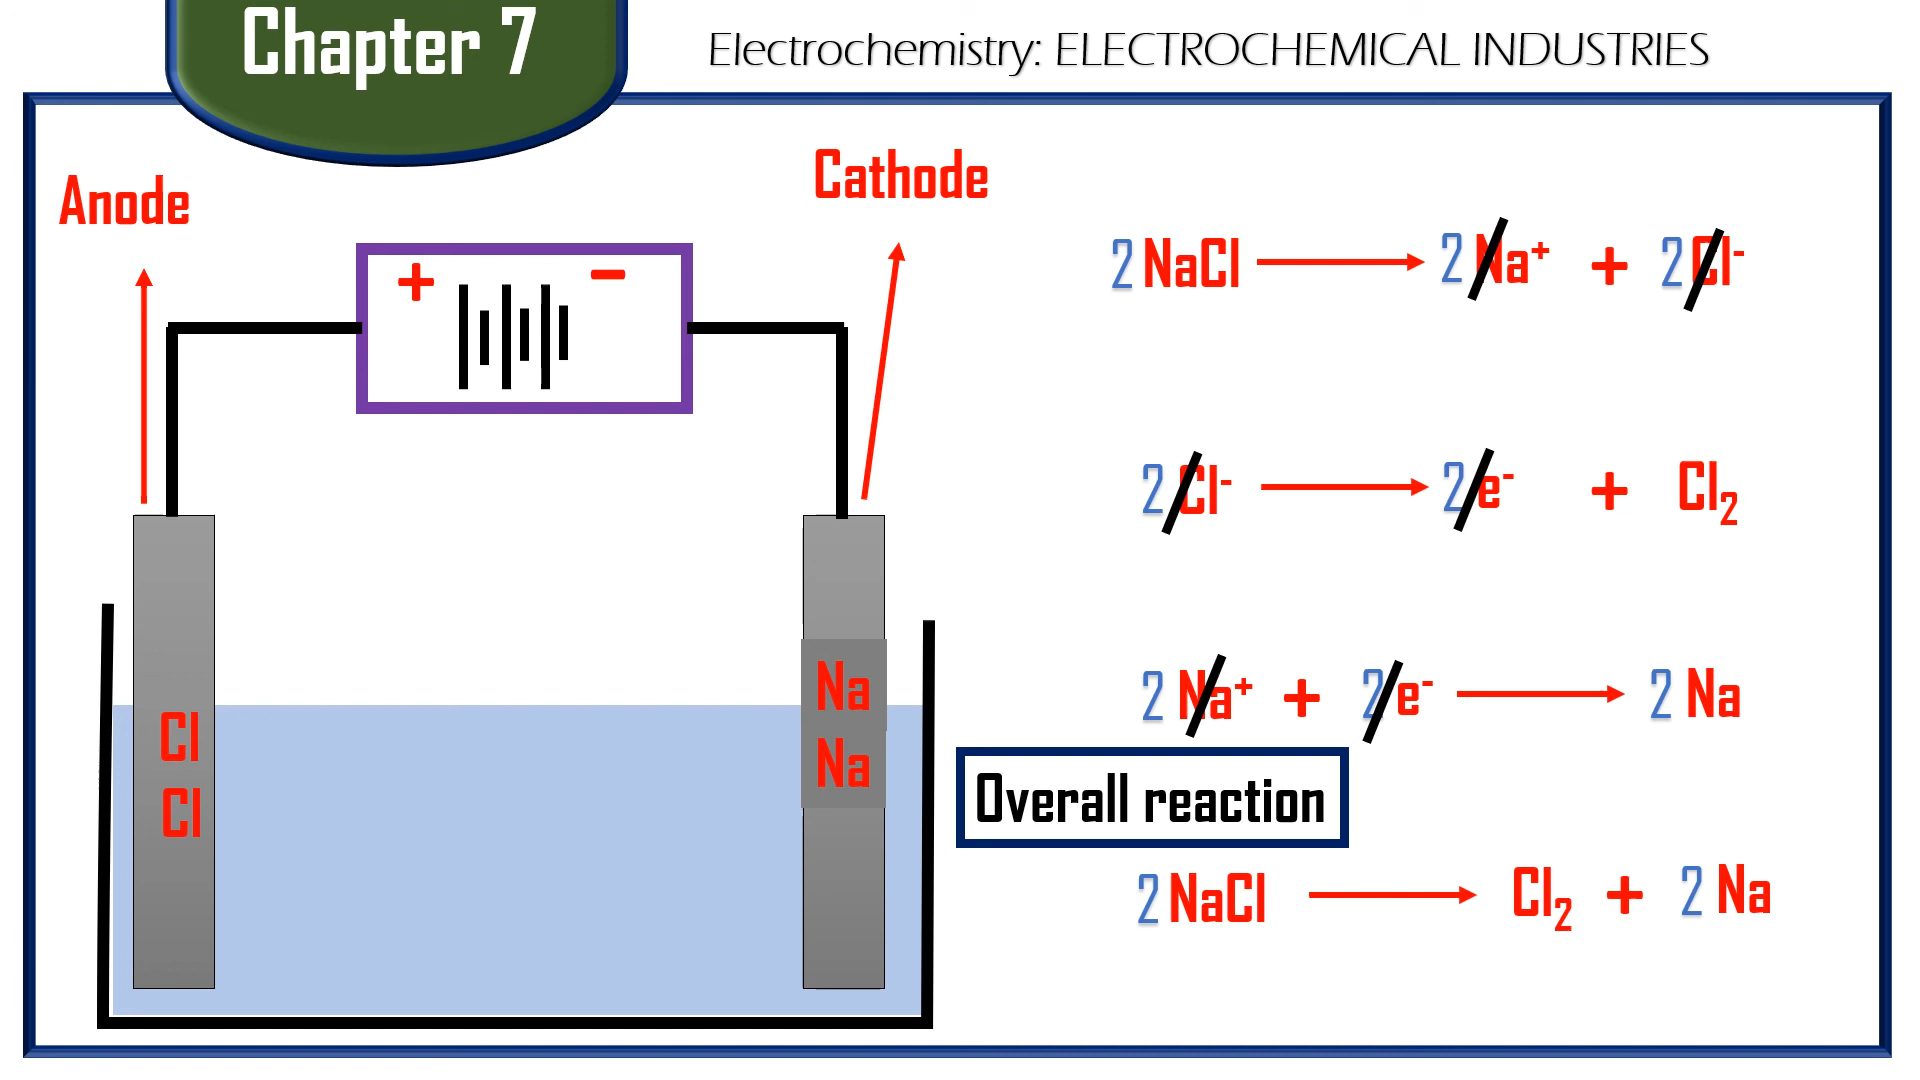 Chapter 7
Electrochemistry: ELECTROCHEMICAL INDUSTRIES
Anode
Cathode
+ −
Cl
Cl
Na
Na
2 NaCl → 2 Na⁺ + 2 Cl⁻
2 Cl⁻ → 2 e⁻ + Cl₂
2 Na⁺ + 2 e⁻ → 2 Na
Overall reaction
2 NaCl → Cl₂ + 2 Na